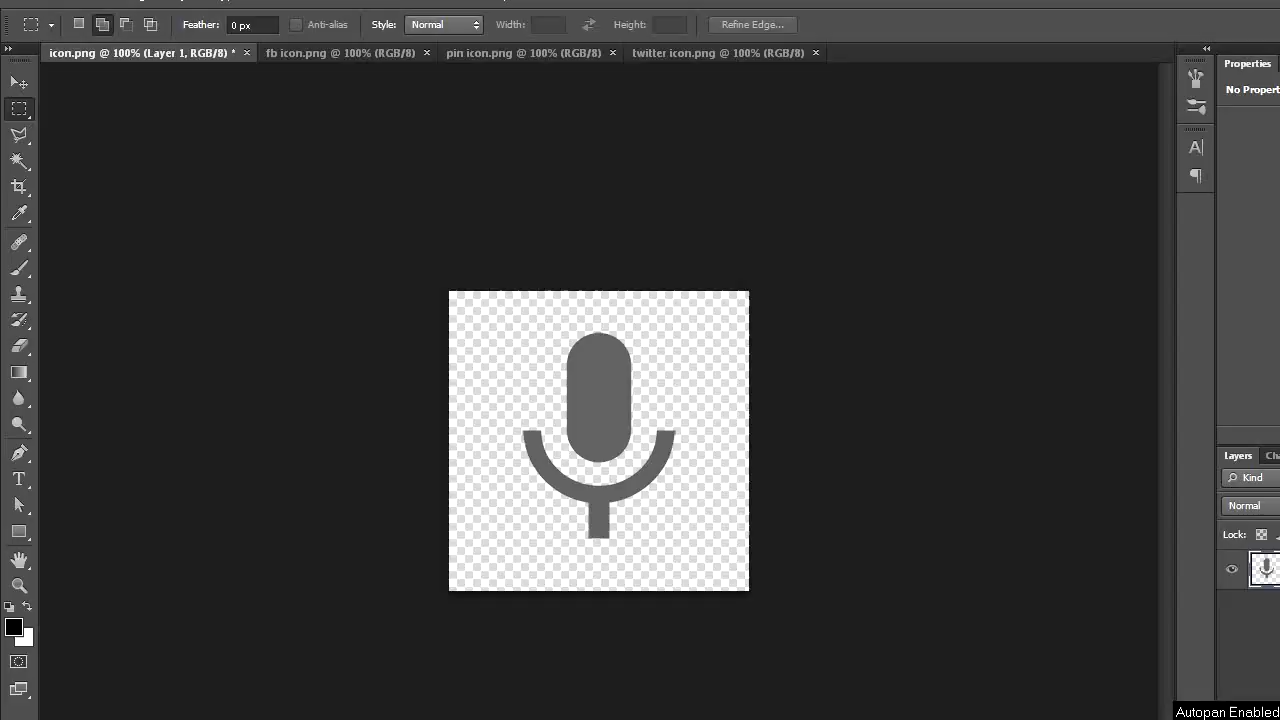 Feather: 0 px Anti-alias Style: Normal Width: Height: Refine Edge...
icon.png @ 100% (Layer 1, RGB/8) * × fb icon.png @ 100% (RGB/8) × pin icon.png @ 100% (RGB/8) × twitter icon.png @ 100% (RGB/8) ×
Properties
No Propert
A|
T
Layers Cha
Kind
Normal
Lock:
Autopan Enabled